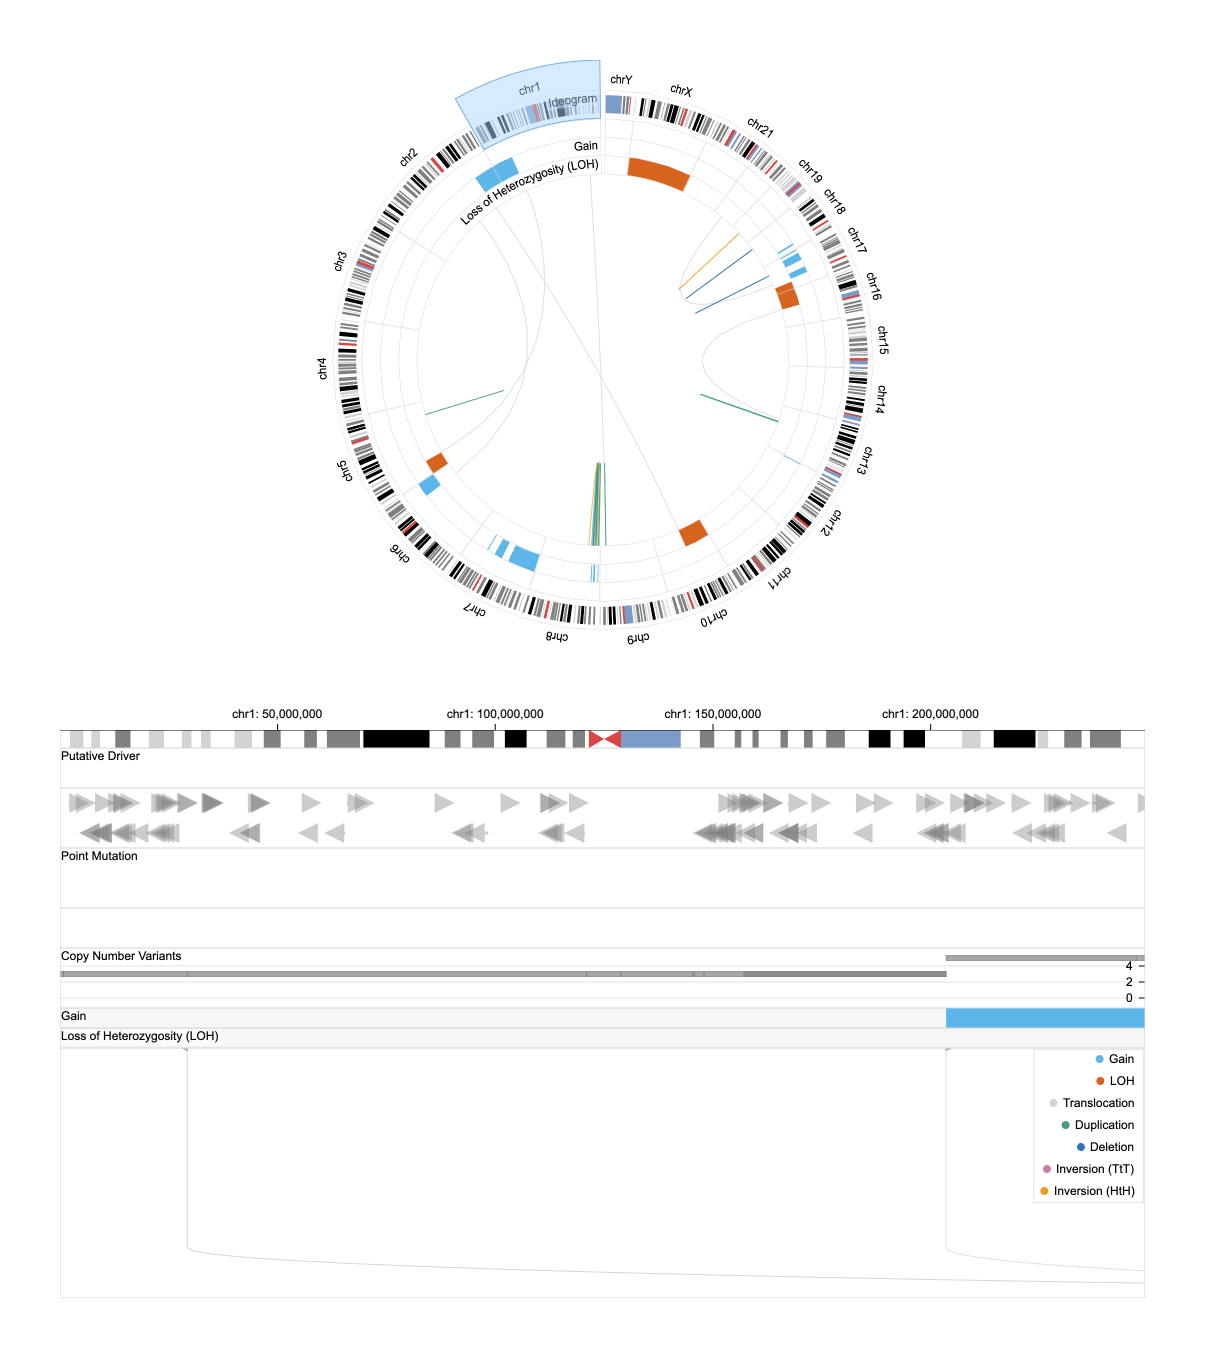 chrY
chrX
chr21
chr19
chr18
chr17
chr16
chr15
chr14
chr13
chr12
chr11
chr10
chr9
chr8
chr7
chr6
chr5
chr4
chr3
chr2
chr1
Ideogram
Gain
Loss of Heterozygosity (LOH)
chr1: 50,000,000 chr1: 100,000,000 chr1: 150,000,000 chr1: 200,000,000
Putative Driver
Point Mutation
Copy Number Variants
4
2
0
Gain
Loss of Heterozygosity (LOH)
Gain
LOH
Translocation
Duplication
Deletion
Inversion (TtT)
Inversion (HtH)